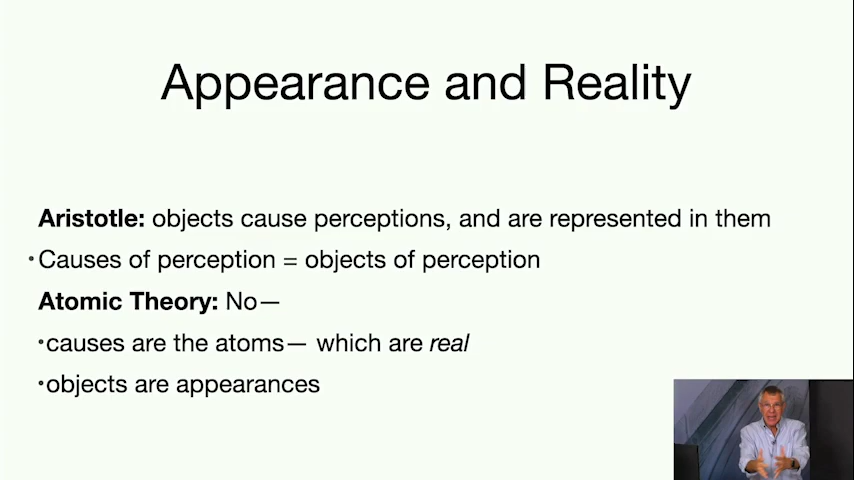 Appearance and Reality
Aristotle: objects cause perceptions, and are represented in them
•Causes of perception = objects of perception
Atomic Theory: No—
•causes are the atoms— which are real
•objects are appearances